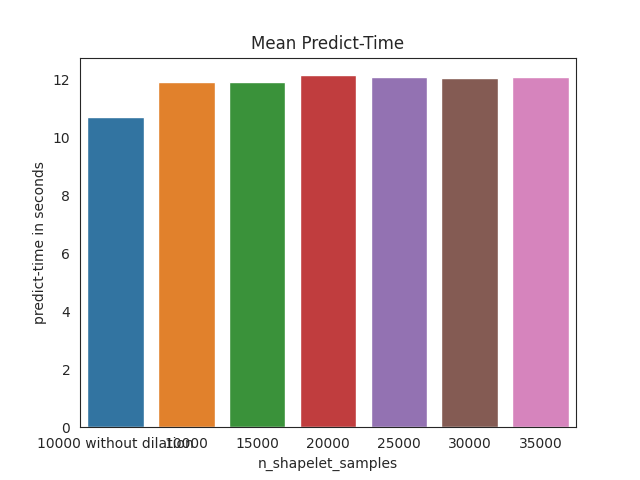 Mean Predict-Time
predict-time in seconds
12
10
8
6
4
2
0
10000 without dilation 10000 15000 20000 25000 30000 35000
n_shapelet_samples